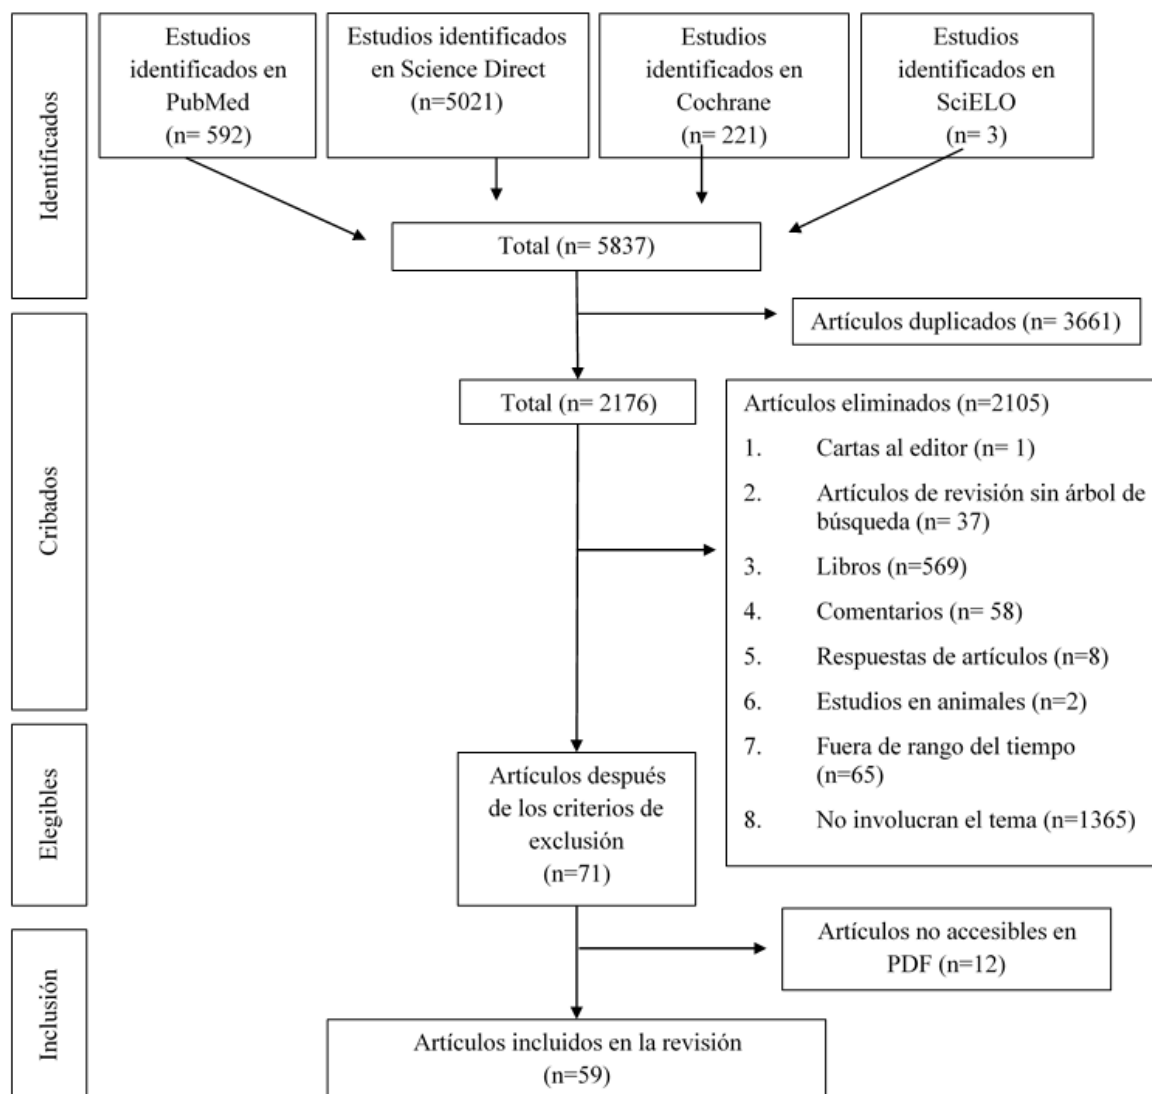 Identificados
Estudios
identificados en
PubMed
(n= 592)
Estudios identificados
en Science Direct
(n=5021)
Estudios
identificados en
Cochrane
(n= 221)
Estudios
identificados en
SciELO
(n= 3)
Total (n= 5837)
Cribados
Artículos duplicados (n= 3661)
Total (n= 2176)
Artículos eliminados (n=2105)
1. Cartas al editor (n= 1)
2. Artículos de revisión sin árbol de
búsqueda (n= 37)
3. Libros (n=569)
4. Comentarios (n= 58)
5. Respuestas de artículos (n=8)
6. Estudios en animales (n=2)
7. Fuera de rango del tiempo
(n=65)
8. No involucran el tema (n=1365)
Elegibles
Artículos después
de los criterios de
exclusión
(n=71)
Inclusión
Artículos no accesibles en
PDF (n=12)
Artículos incluidos en la revisión
(n=59)